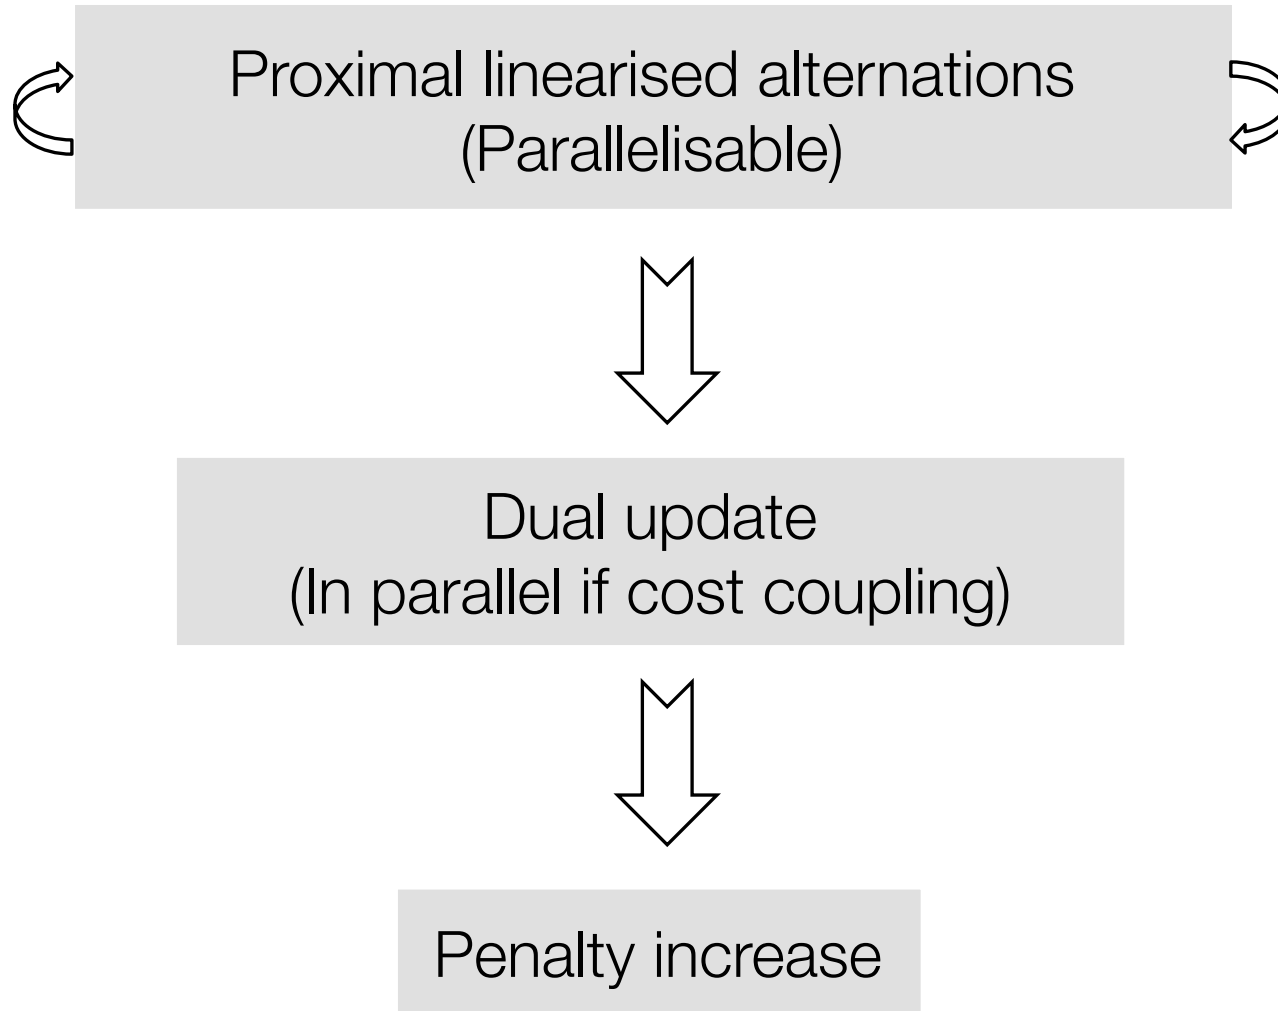 Proximal linearised alternations
(Parallelisable)
Dual update
(In parallel if cost coupling)
Penalty increase